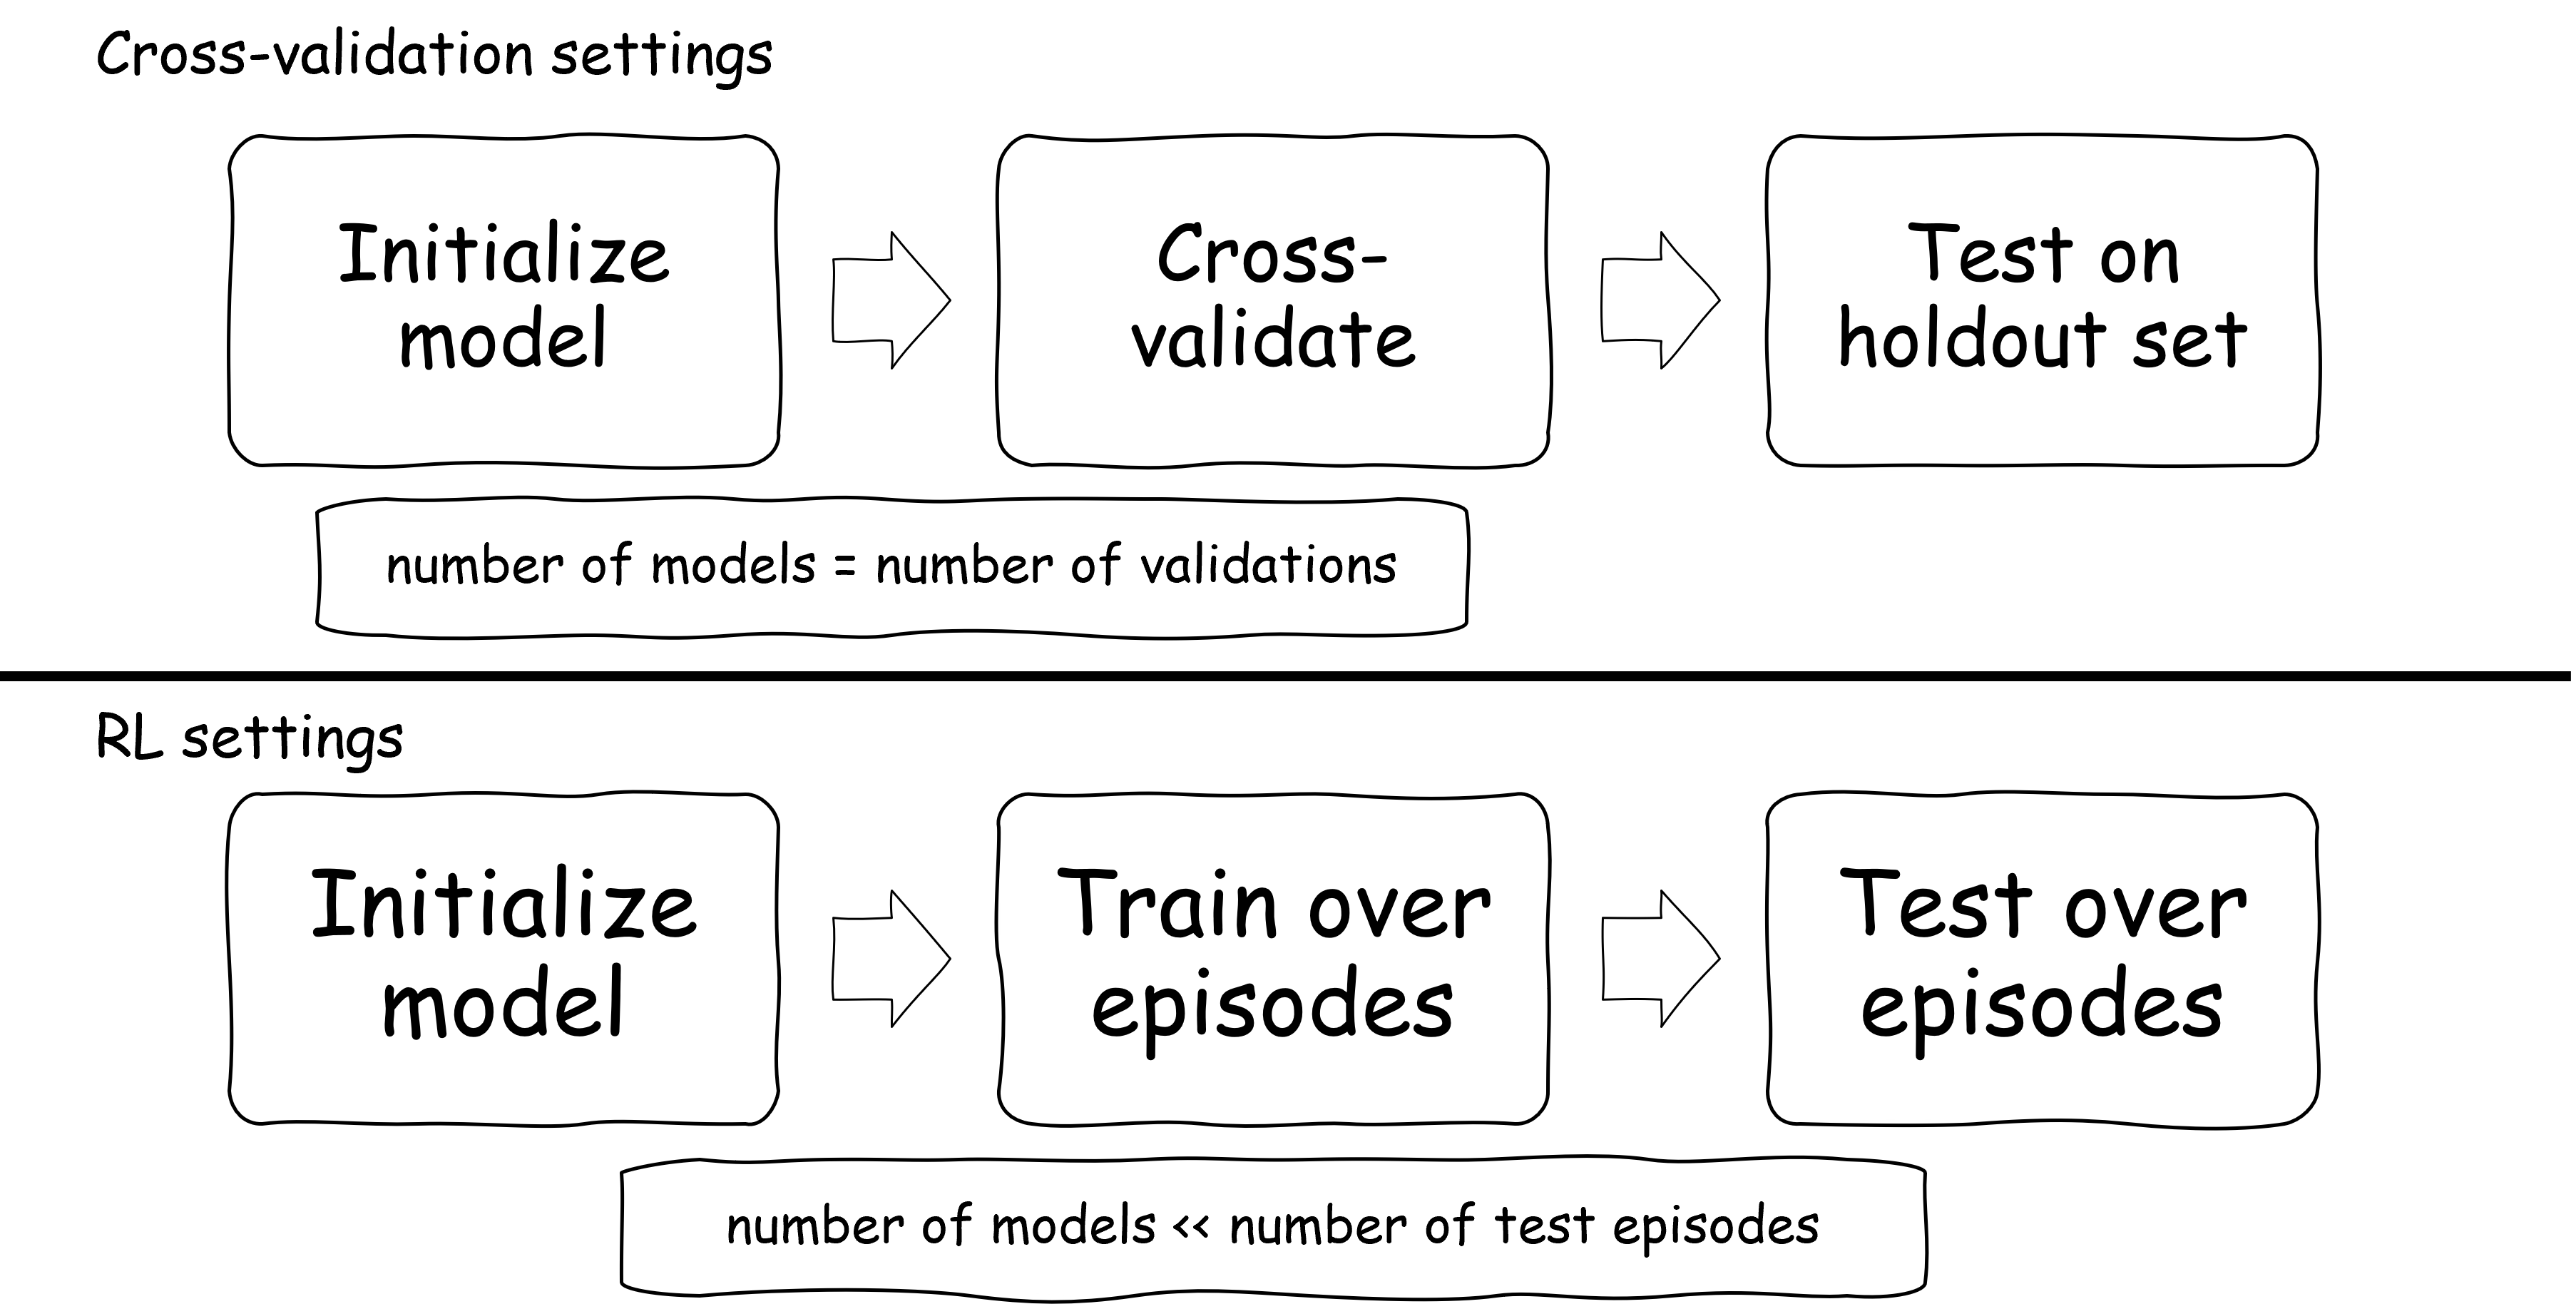 Cross-validation settings
Initialize
model
Cross-
validate
Test on
holdout set
number of models = number of validations
RL settings
Initialize
model
Train over
episodes
Test over
episodes
number of models << number of test episodes